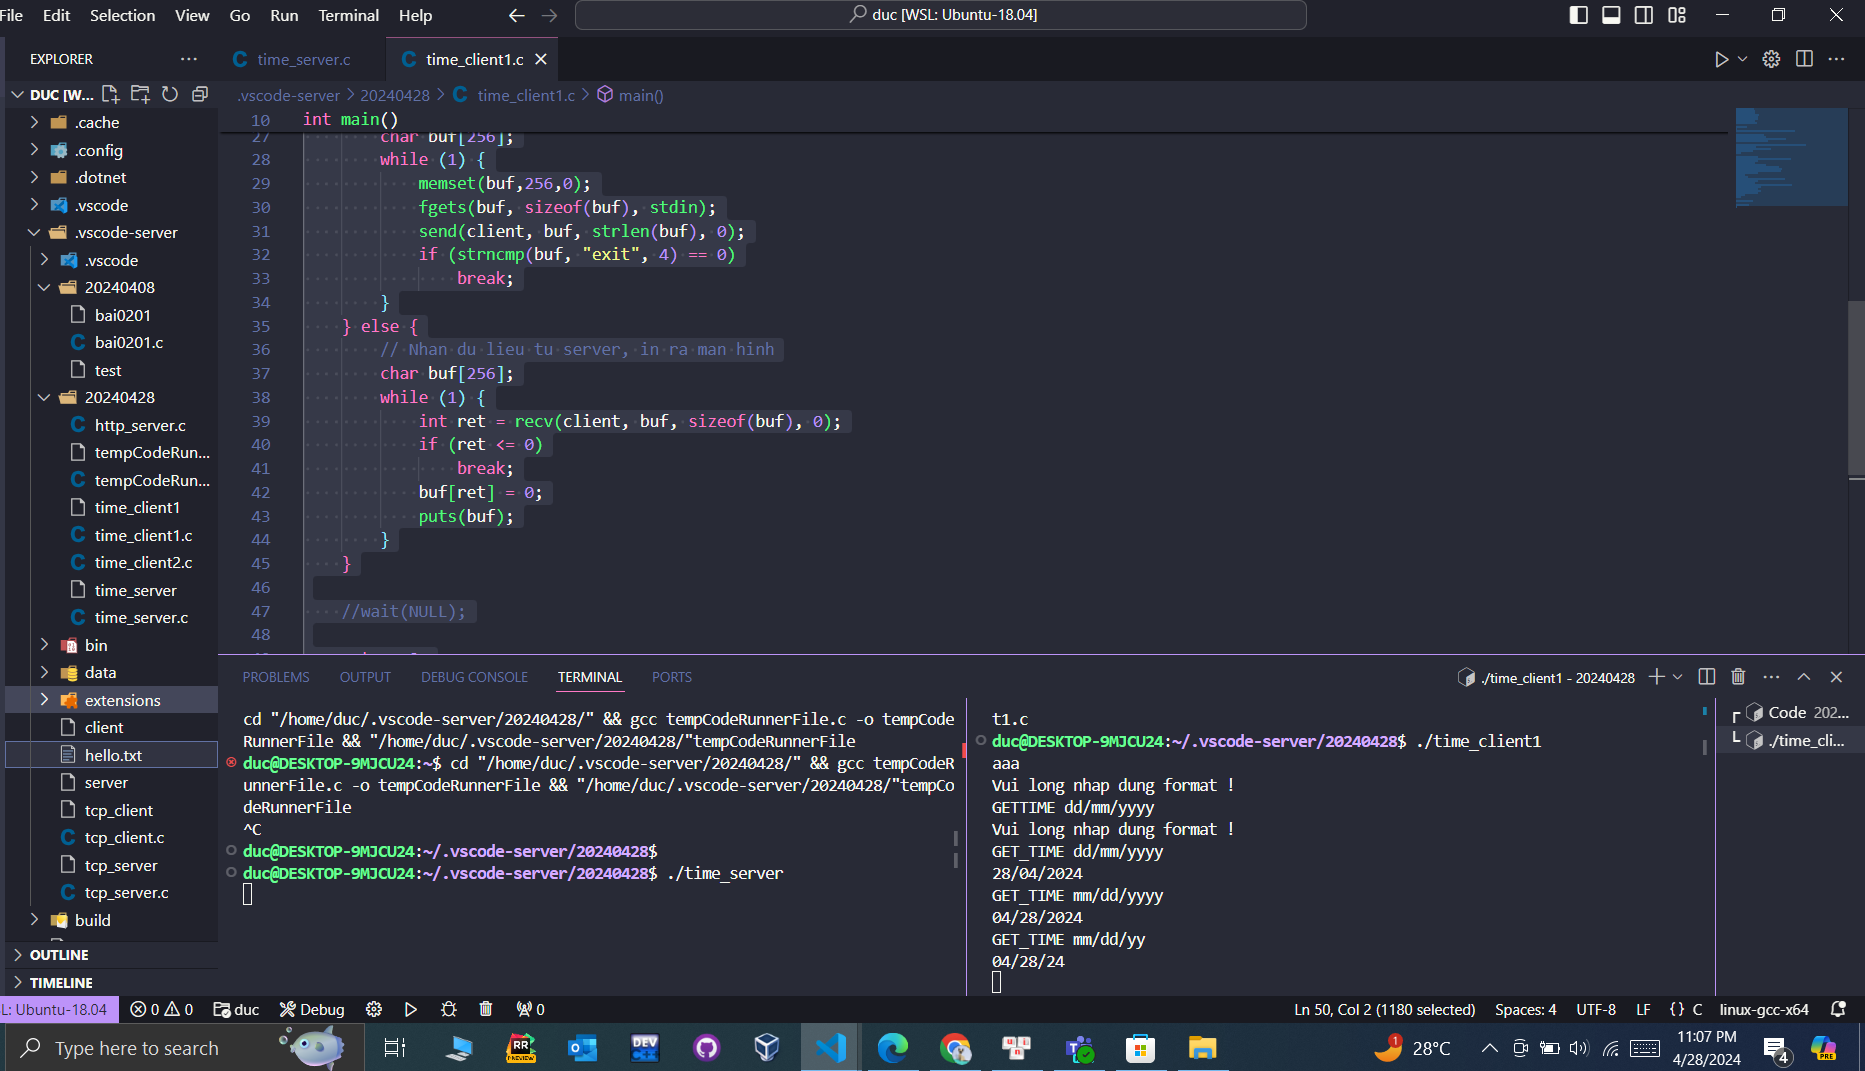 File Edit Selection View Go Run Terminal Help
duc [WSL: Ubuntu-18.04]
EXPLORER
DUC [W...
.cache
.config
.dotnet
.vscode
.vscode-server
.vscode
20240408
bai0201
bai0201.c
test
20240428
http_server.c
tempCodeRun...
tempCodeRun...
time_client1
time_client1.c
time_client2.c
time_server
time_server.c
bin
data
extensions
client
hello.txt
server
tcp_client
tcp_client.c
tcp_server
tcp_server.c
build
OUTLINE
TIMELINE
time_server.c
time_client1.c
.vscode-server > 20240428 > time_client1.c > main()
10 int main()
27 char buf[256];
28 while (1) {
29 memset(buf,256,0);
30 fgets(buf, sizeof(buf), stdin);
31 send(client, buf, strlen(buf), 0);
32 if (strncmp(buf, "exit", 4) == 0)
33 break;
34 }
35 } else {
36 // Nhan du lieu tu server, in ra man hinh
37 char buf[256];
38 while (1) {
39 int ret = recv(client, buf, sizeof(buf), 0);
40 if (ret <= 0)
41 break;
42 buf[ret] = 0;
43 puts(buf);
44 }
45 }
46
47 //wait(NULL);
48
PROBLEMS OUTPUT DEBUG CONSOLE TERMINAL PORTS
./time_client1 - 20240428
cd "/home/duc/.vscode-server/20240428/" && gcc tempCodeRunnerFile.c -o tempCode
RunnerFile && "/home/duc/.vscode-server/20240428/"tempCodeRunnerFile
duc@DESKTOP-9MJCU24:~$ cd "/home/duc/.vscode-server/20240428/" && gcc tempCodeR
unnerFile.c -o tempCodeRunnerFile && "/home/duc/.vscode-server/20240428/"tempCo
deRunnerFile
^C
duc@DESKTOP-9MJCU24:~/.vscode-server/20240428$
duc@DESKTOP-9MJCU24:~/.vscode-server/20240428$ ./time_server
t1.c
duc@DESKTOP-9MJCU24:~/.vscode-server/20240428$ ./time_client1
aaa
Vui long nhap dung format !
GETTIME dd/mm/yyyy
Vui long nhap dung format !
GET_TIME dd/mm/yyyy
28/04/2024
GET_TIME mm/dd/yyyy
04/28/2024
GET_TIME mm/dd/yy
04/28/24
Code 202...
./time_cli...
L: Ubuntu-18.04 0 0 duc Debug 0
Ln 50, Col 2 (1180 selected) Spaces: 4 UTF-8 LF {} C linux-gcc-x64
Type here to search
RR
PREVIEW
DEV
1
28°C
11:07 PM
4/28/2024
4
PRE